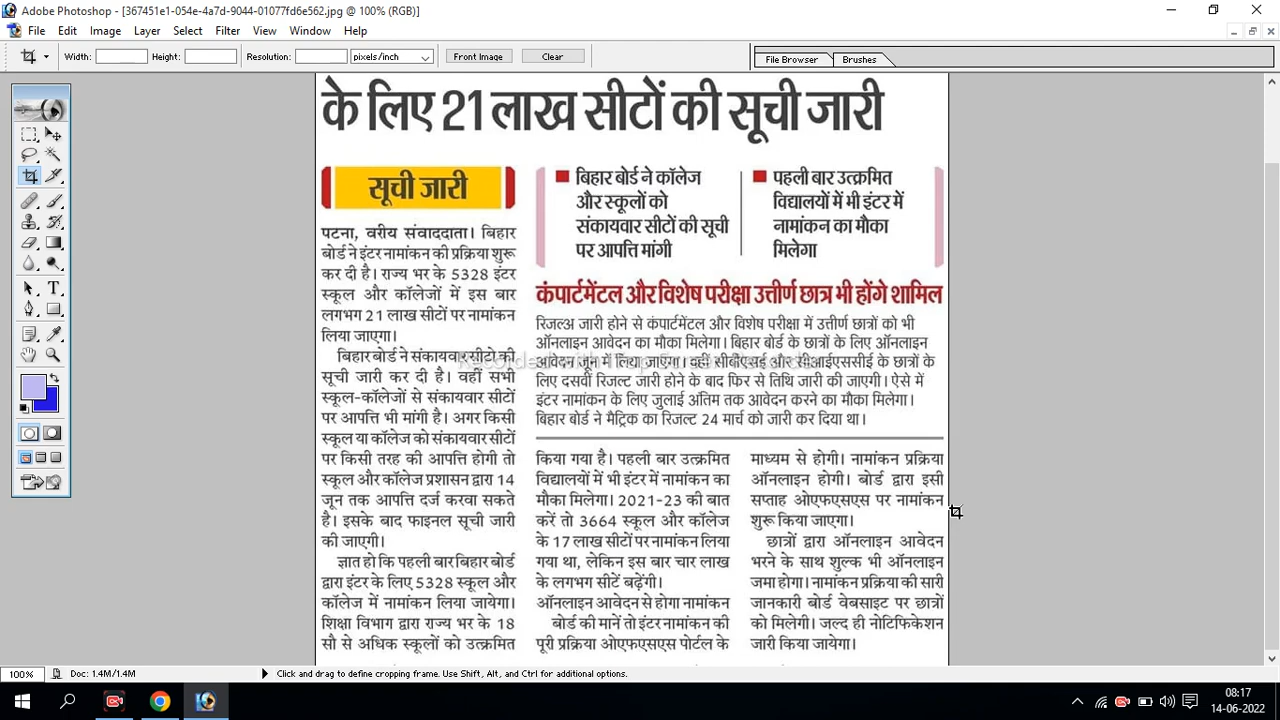 Adobe Photoshop - [367451e1-054e-4a7d-9044-01077fd6e562.jpg @ 100% (RGB)]
File Edit Image Layer Select Filter View Window Help
Width: Height: Resolution: pixels/inch Front Image Clear File Browser Brushes
के लिए 21 लाख सीटों की सूची जारी
सूची जारी
पटना, वरीय संवाददाता। बिहार
बोर्ड ने इंटर नामांकन की प्रक्रिया शुरू
कर दी है। राज्य भर के 5328 इंटर
स्कूल और कॉलेजों में इस बार
लगभग 21 लाख सीटों पर नामांकन
लिया जाएगा।
बिहार बोर्ड ने संकायवार सीटो की
सूची जारी कर दी है। वहीं सभी
स्कूल-कॉलेजों से संकायवार सीटों
पर आपत्ति भी मांगी है। अगर किसी
स्कूल या कॉलेज को संकायवार सीटों
पर किसी तरह की आपत्ति होगी तो
स्कूल और कॉलेज प्रशासन द्वारा 14
जून तक आपत्ति दर्ज करवा सकते
है। इसके बाद फाइनल सूची जारी
की जाएगी।
ज्ञात हो कि पहली बार बिहार बोर्ड
द्वारा इंटर के लिए 5328 स्कूल और
कॉलेज में नामांकन लिया जायेगा।
शिक्षा विभाग द्वारा राज्य भर के 18
सौ से अधिक स्कूलों को उत्क्रमित
बिहार बोर्ड ने कॉलेज
और स्कूलों को
संकायवार सीटों की सूची
पर आपत्ति मांगी
पहली बार उत्क्रमित
विद्यालयों में भी इंटर में
नामांकन का मौका
मिलेगा
कंपार्टमेंटल और विशेष परीक्षा उत्तीर्ण छात्र भी होंगे शामिल
रिजल्अ जारी होने से कंपार्टमेंटल और विशेष परीक्षा में उत्तीर्ण छात्रों को भी
ऑनलाइन आवेदन का मौका मिलेगा। बिहार बोर्ड के छात्रों के लिए ऑनलाइन
आवेदन जून में लिया जाएगा। वहीं सीबीएसई और सीआईएससीई के छात्रों के
लिए दसवीं रिजल्ट जारी होने के बाद फिर से तिथि जारी की जाएगी। ऐसे में
इंटर नामांकन के लिए जुलाई अंतिम तक आवेदन करने का मौका मिलेगा।
बिहार बोर्ड ने मैट्रिक का रिजल्ट 24 मार्च को जारी कर दिया था।
किया गया है। पहली बार उत्क्रमित
विद्यालयों में भी इंटर में नामांकन का
मौका मिलेगा। 2021-23 की बात
करें तो 3664 स्कूल और कॉलेज
के 17 लाख सीटों पर नामांकन लिया
गया था, लेकिन इस बार चार लाख
के लगभग सीटें बढ़ेंगी।
ऑनलाइन आवेदन से होगा नामांकन
बोर्ड की मानें तो इंटर नामांकन की
पूरी प्रक्रिया ओएफएसएस पोर्टल के
माध्यम से होगी। नामांकन प्रक्रिया
ऑनलाइन होगी। बोर्ड द्वारा इसी
सप्ताह ओएफएसएस पर नामांकन
शुरू किया जाएगा।
छात्रों द्वारा ऑनलाइन आवेदन
भरने के साथ शुल्क भी ऑनलाइन
जमा होगा। नामांकन प्रक्रिया की सारी
जानकारी बोर्ड वेबसाइट पर छात्रों
को मिलेगी। जल्द ही नोटिफिकेशन
जारी किया जायेगा।
100% Doc: 1.4M/1.4M Click and drag to define cropping frame. Use Shift, Alt, and Ctrl for additional options.
08:17
14-06-2022